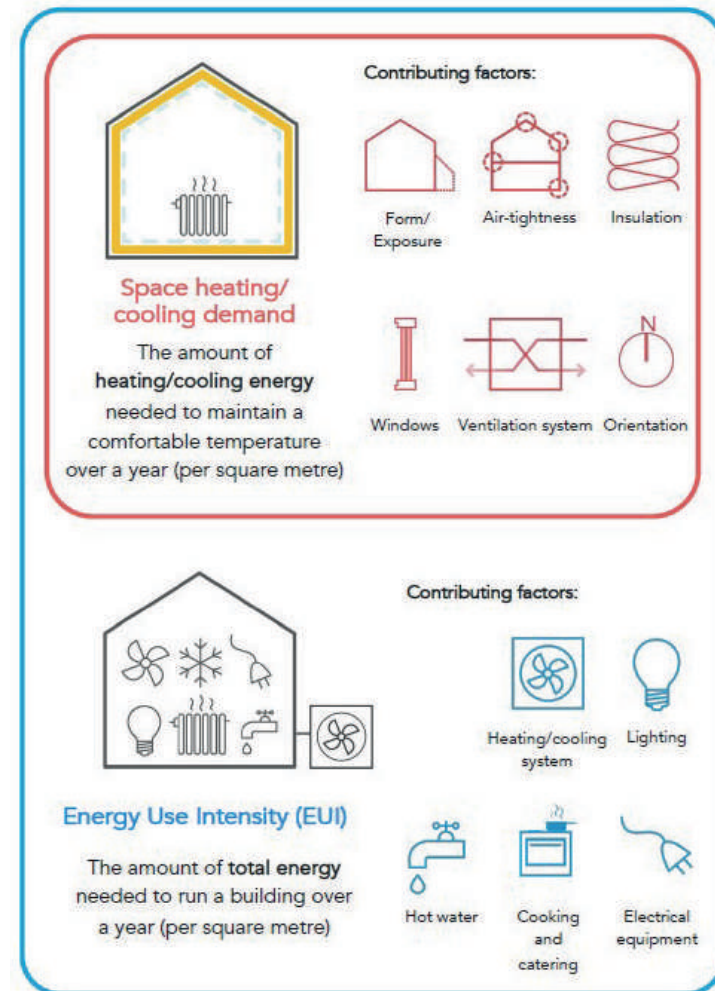 Contributing factors:
Form/
Exposure
Air-tightness
Insulation
Space heating/
cooling demand
The amount of
heating/cooling energy
needed to maintain a
comfortable temperature
over a year (per square metre)
N
Windows
Ventilation system
Orientation
Contributing factors:
Heating/cooling
system
Lighting
Energy Use Intensity (EUI)
The amount of total energy
needed to run a building over
a year (per square metre)
Hot water
Cooking
and
catering
Electrical
equipment